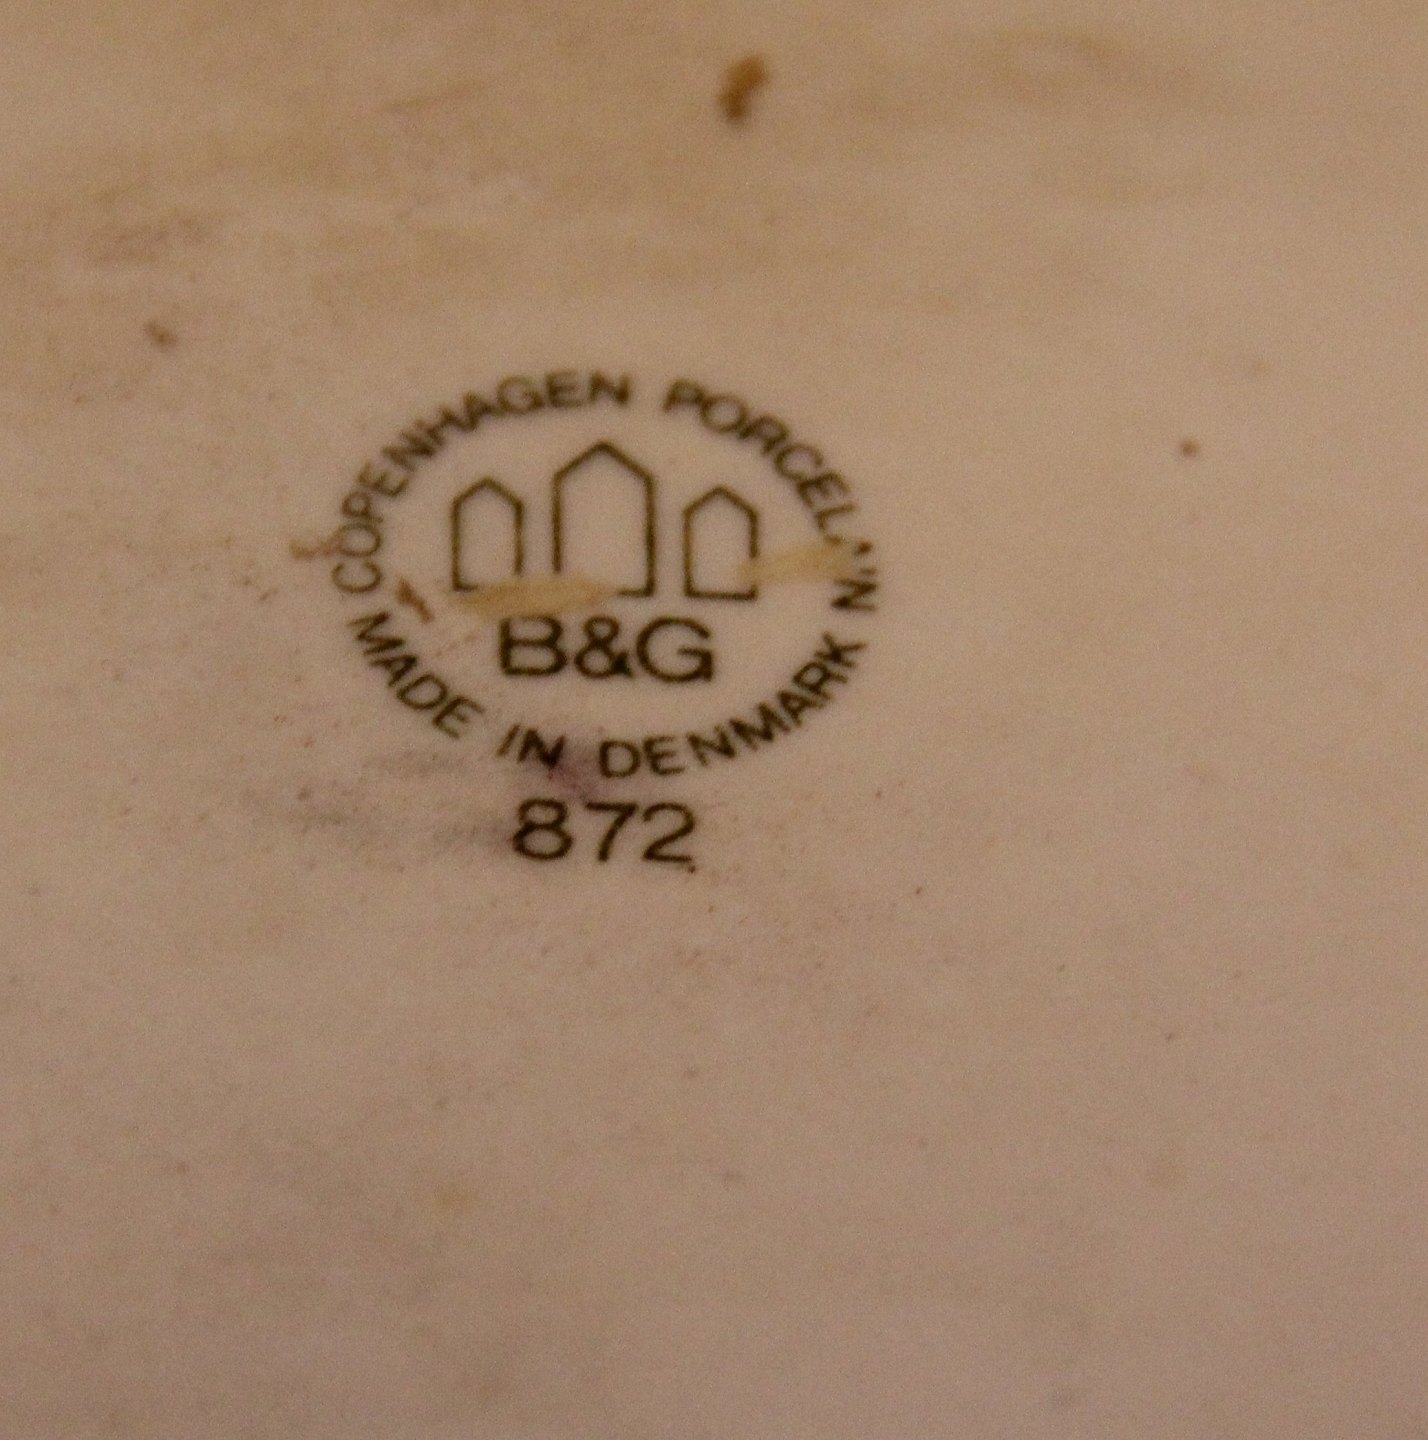 COPENHAGEN PORCELAIN
B&G
MADE IN DENMARK
872